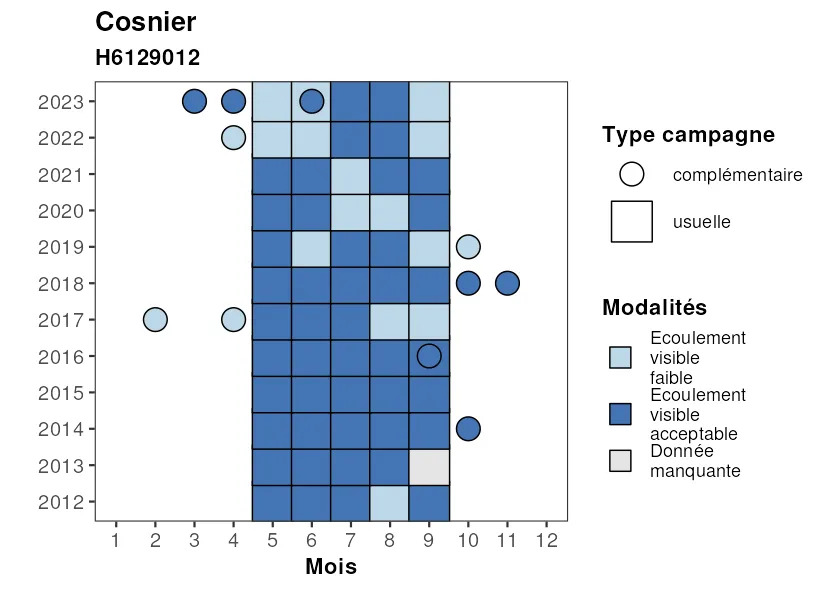 Cosnier
H6129012
2023
2022
2021
2020
2019
2018
2017
2016
2015
2014
2013
2012
1 2 3 4 5 6 7 8 9 10 11 12
Mois
Type campagne
complémentaire
usuelle
Modalités
Ecoulement
visible
faible
Ecoulement
visible
acceptable
Donnée
manquante